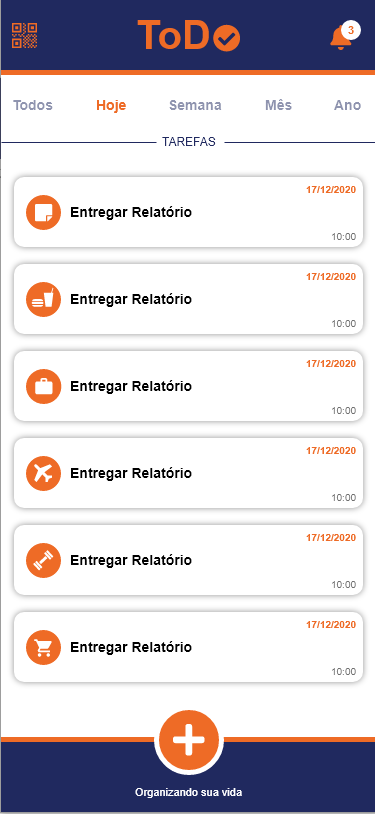 ToDo
3
Todos Hoje Semana Mês Ano
TAREFAS
17/12/2020
Entregar Relatório
10:00
17/12/2020
Entregar Relatório
10:00
17/12/2020
Entregar Relatório
10:00
17/12/2020
Entregar Relatório
10:00
17/12/2020
Entregar Relatório
10:00
17/12/2020
Entregar Relatório
10:00
Organizando sua vida